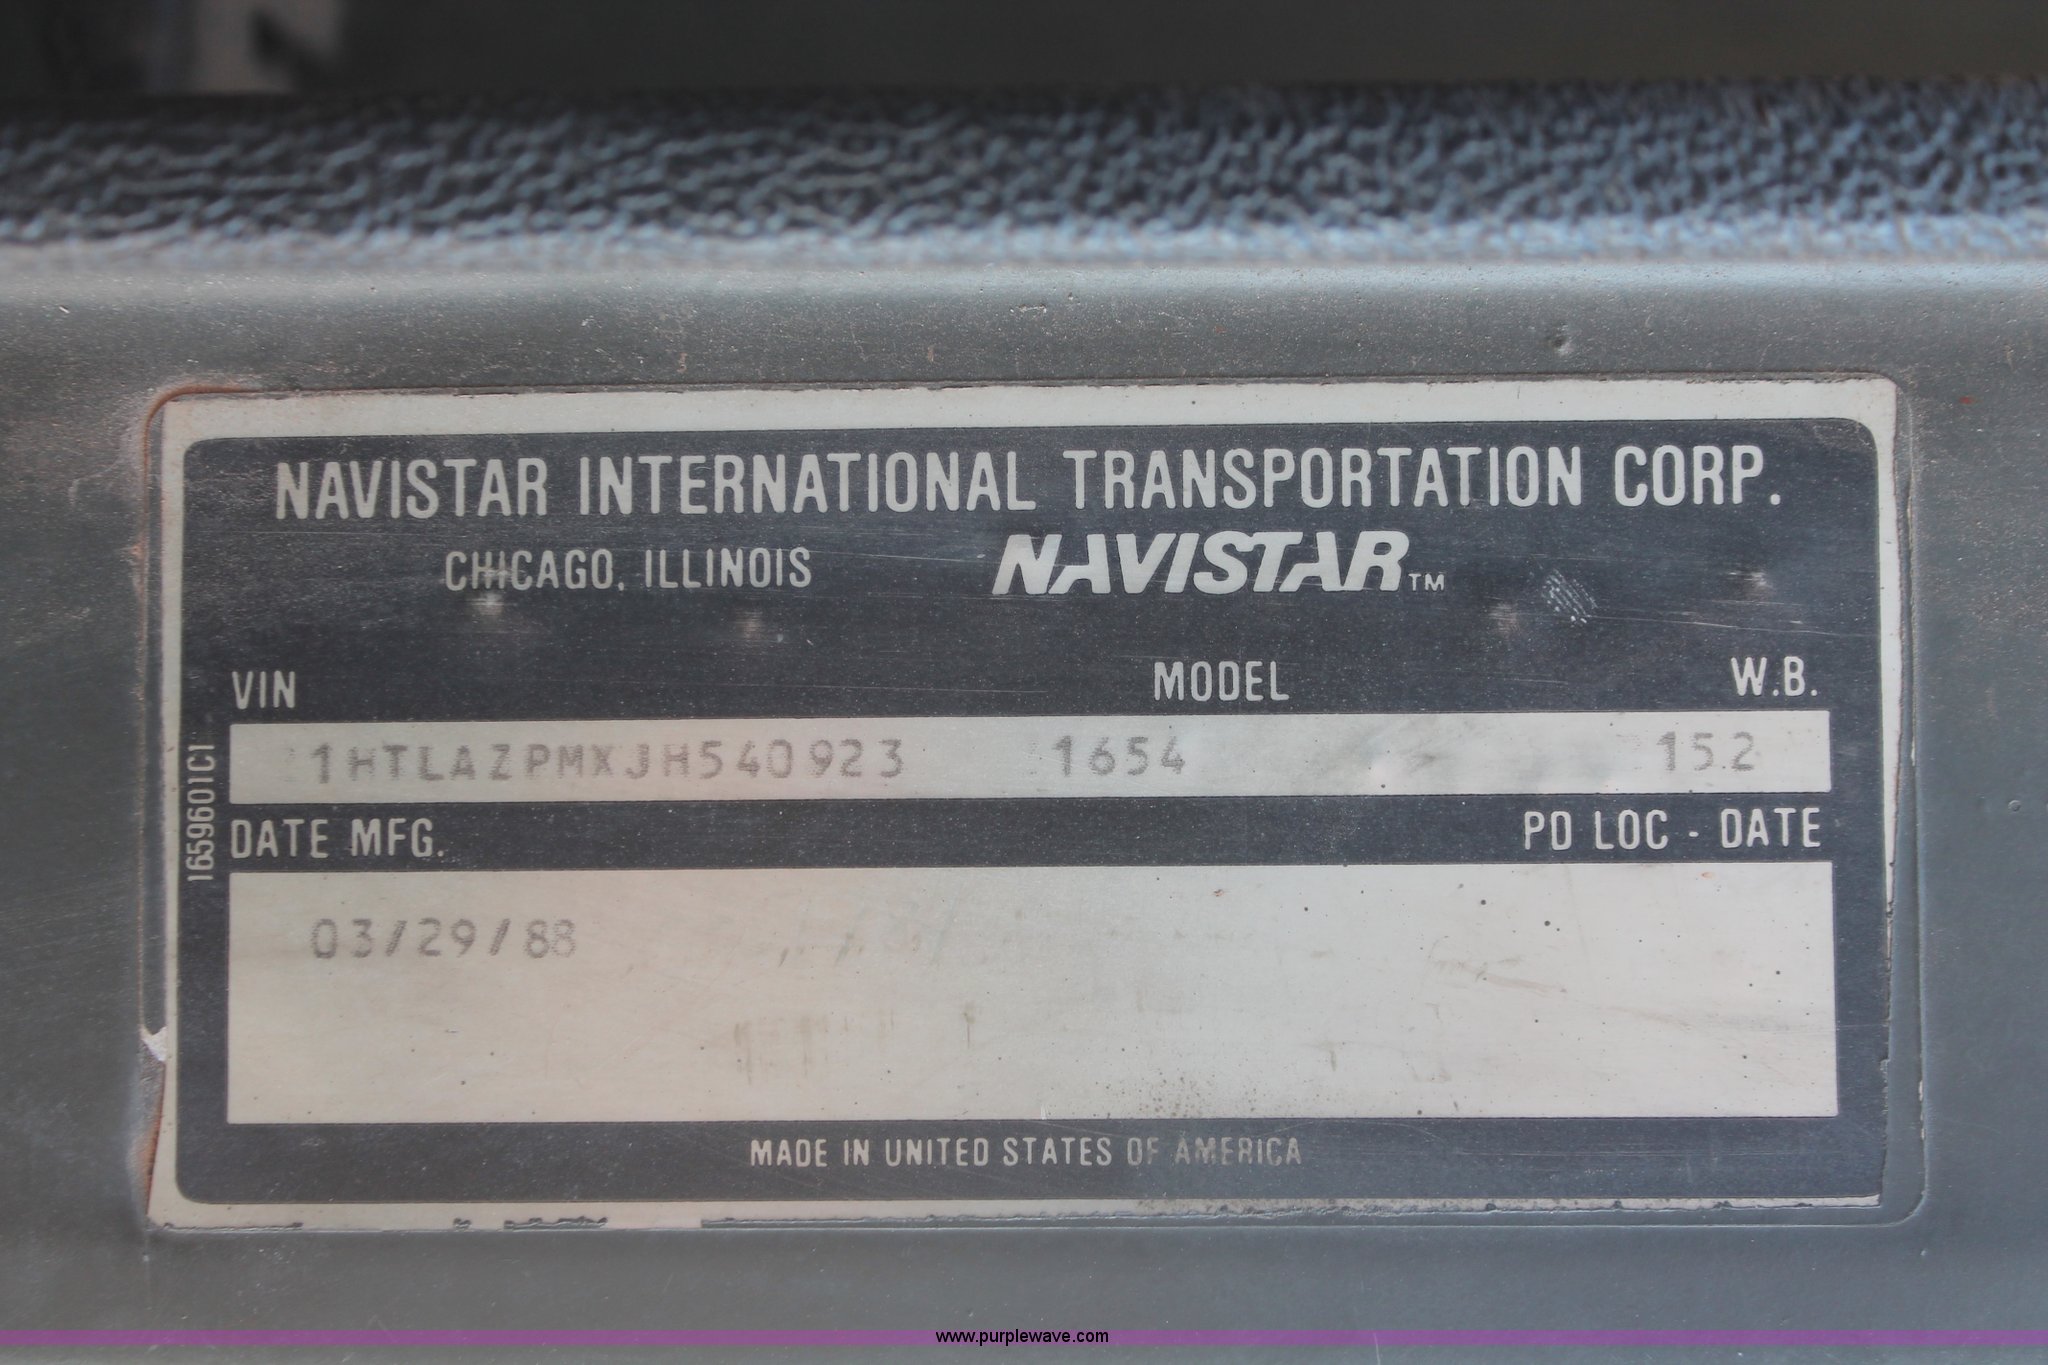 NAVISTAR INTERNATIONAL TRANSPORTATION CORP.
CHICAGO, ILLINOIS NAVISTAR™
VIN MODEL W.B.
1HTLAZPMXJH540923 1654 152
1659601C1
DATE MFG. PD LOC - DATE
03/29/88
MADE IN UNITED STATES OF AMERICA
www.purplewave.com